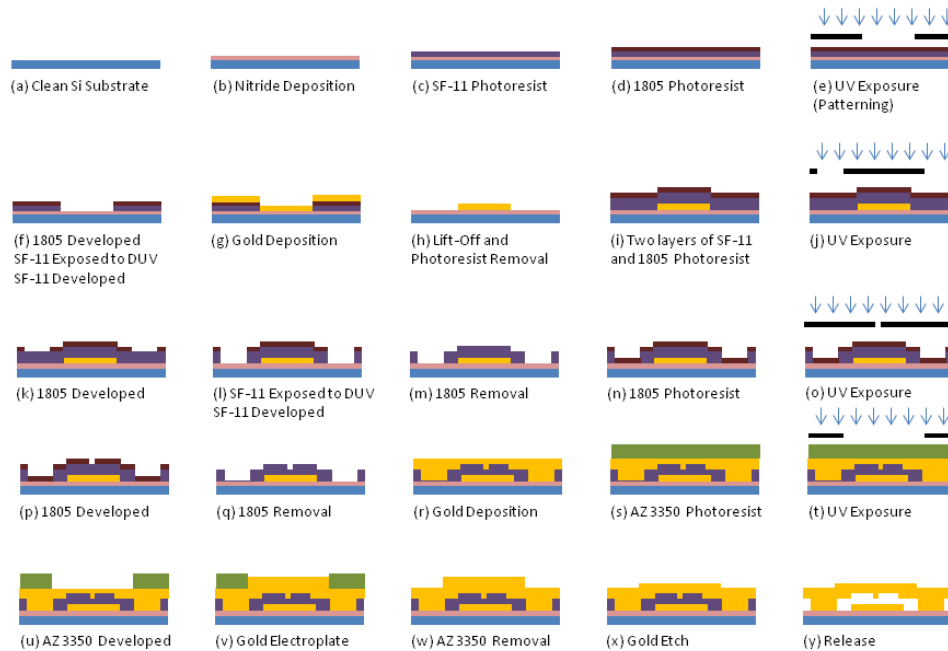 (a) Clean Si Substrate
(b) Nitride Deposition
(c) SF-11 Photoresist
(d) 1805 Photoresist
(e) UV Exposure
(Patterning)
(f) 1805 Developed
SF-11 Exposed to DUV
SF-11 Developed
(g) Gold Deposition
(h) Lift-Off and
Photoresist Removal
(i) Two layers of SF-11
and 1805 Photoresist
(j) UV Exposure
(k) 1805 Developed
(l) SF-11 Exposed to DUV
SF-11 Developed
(m) 1805 Removal
(n) 1805 Photoresist
(o) UV Exposure
(p) 1805 Developed
(q) 1805 Removal
(r) Gold Deposition
(s) AZ 3350 Photoresist
(t) UV Exposure
(u) AZ 3350 Developed
(v) Gold Electroplate
(w) AZ 3350 Removal
(x) Gold Etch
(y) Release